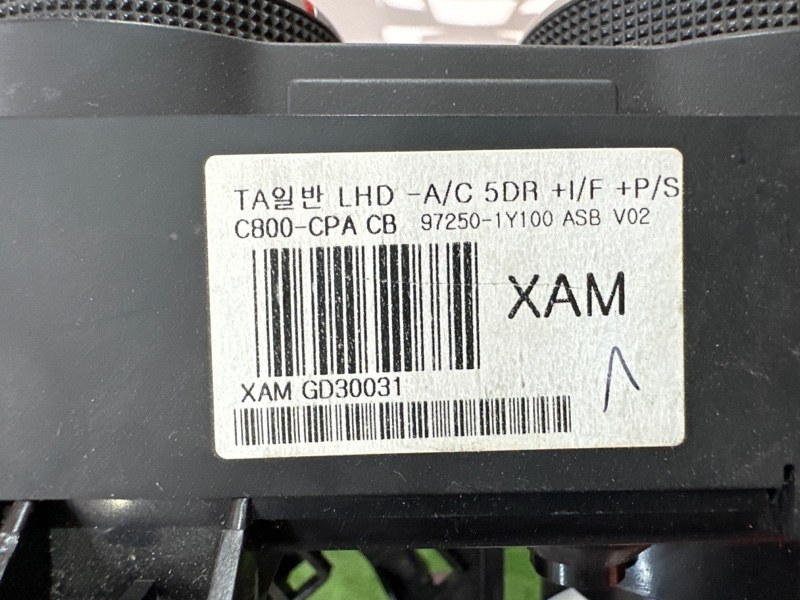 TA일반 LHD -A/C 5DR +I/F +P/S
C800-CPA CB 97250-1Y100 ASB V02
XAM
XAM GD30031